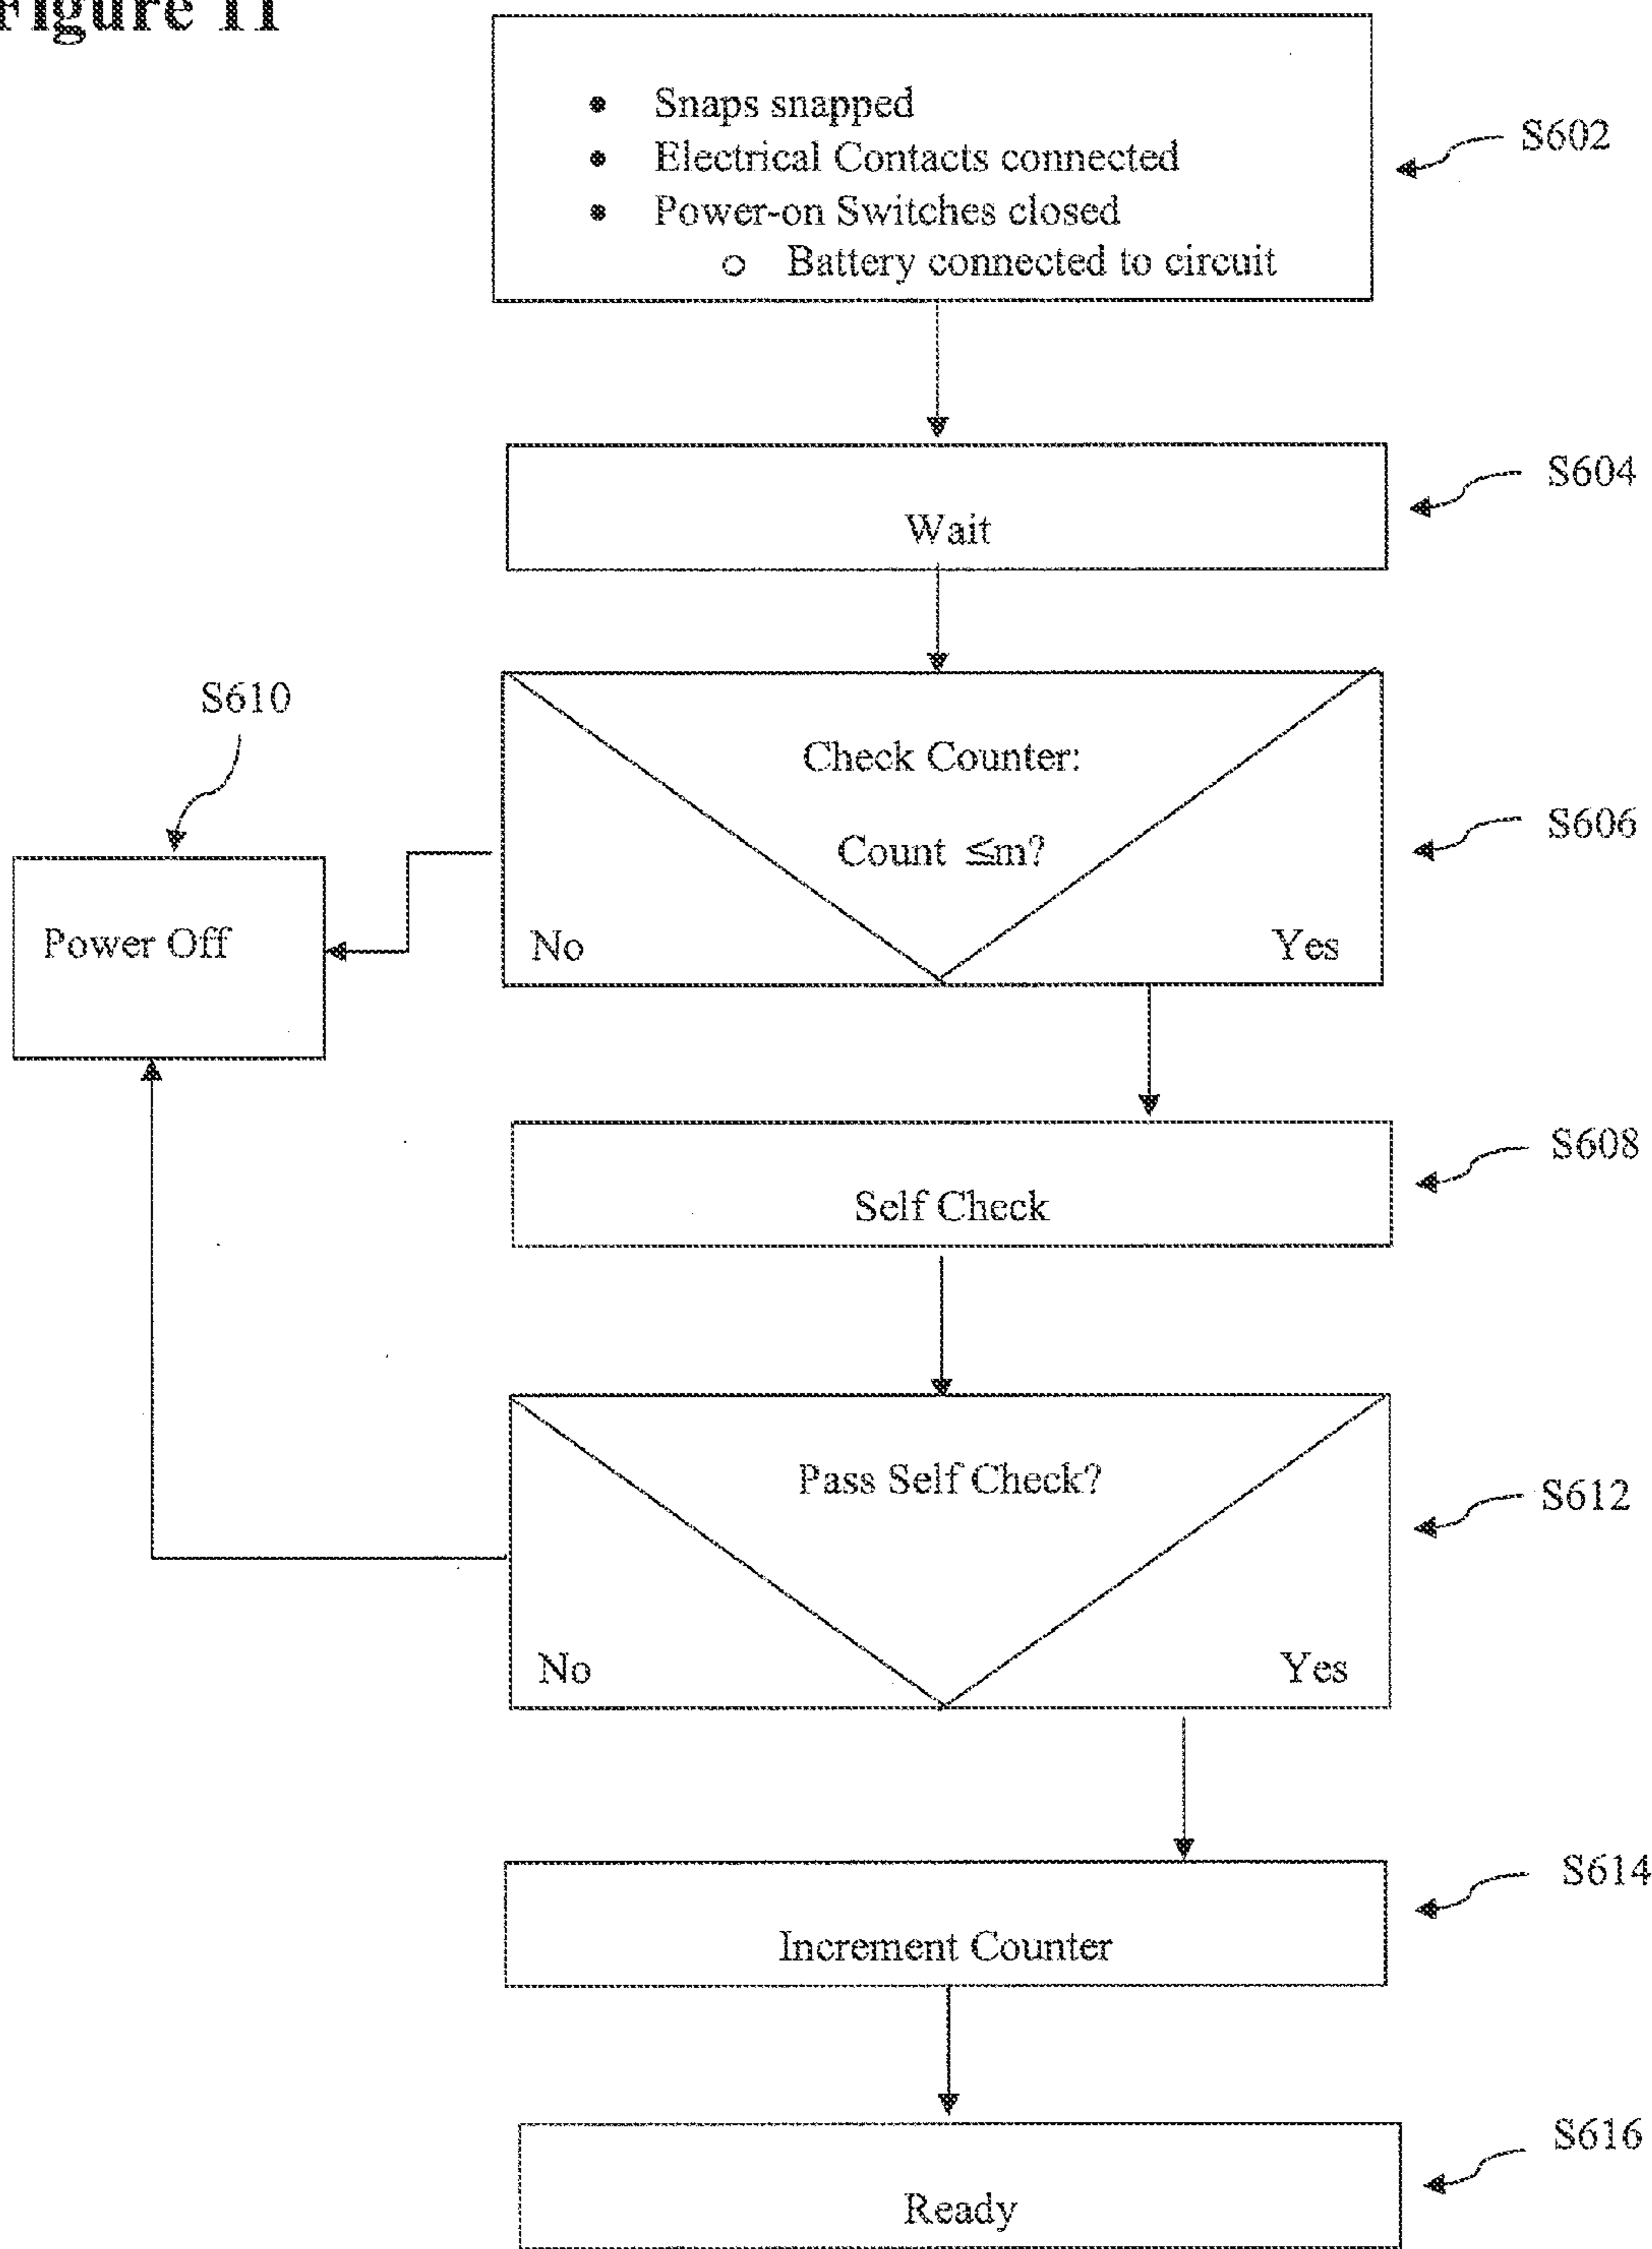 Figure 11
• Snaps snapped
• Electrical Contacts connected
• Power-on Switches closed
○ Battery connected to circuit
S602
Wait
S604
S610
Check Counter:
Count ≤m?
No
Yes
S606
Power Off
Self Check
S608
Pass Self Check?
No
Yes
S612
Increment Counter
S614
Ready
S616